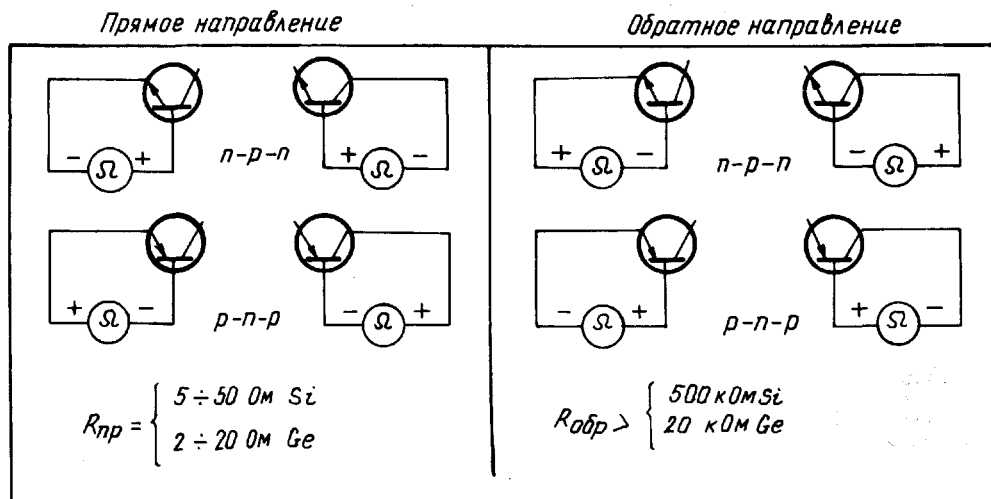 Прямое направление
Обратное направление
- Ω +
n-p-n
+ Ω -
+ Ω -
n-p-n
- Ω +
+ Ω -
p-n-p
- Ω +
- Ω +
p-n-p
+ Ω -
Rпр = { 5÷50 Ом Si
2÷20 Ом Ge
Rобр > { 500 кОм Si
20 кОм Ge